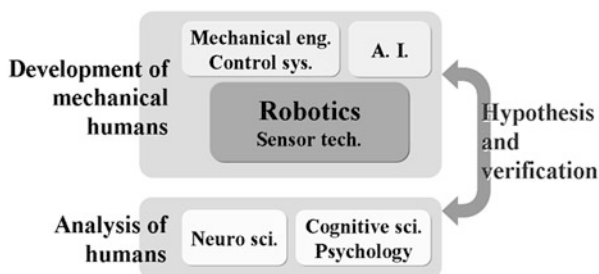 Development of
mechanical
humans
Mechanical eng.
Control sys.
A. I.
Robotics
Sensor tech.
Hypothesis
and
verification
Analysis of
humans
Neuro sci.
Cognitive sci.
Psychology